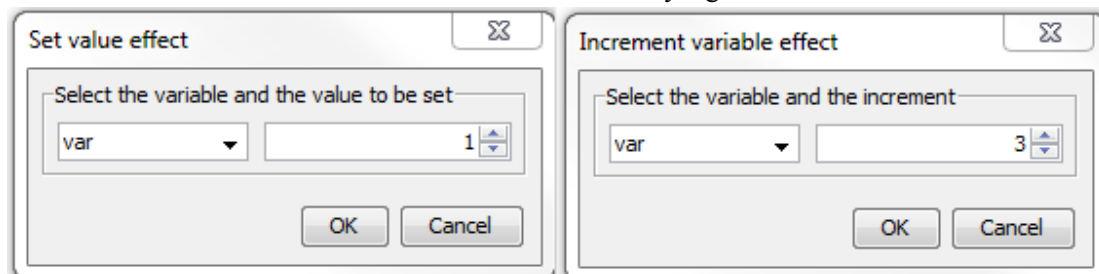 Set value effect
Select the variable and the value to be set
var 1
OK Cancel
Increment variable effect
Select the variable and the increment
var 3
OK Cancel